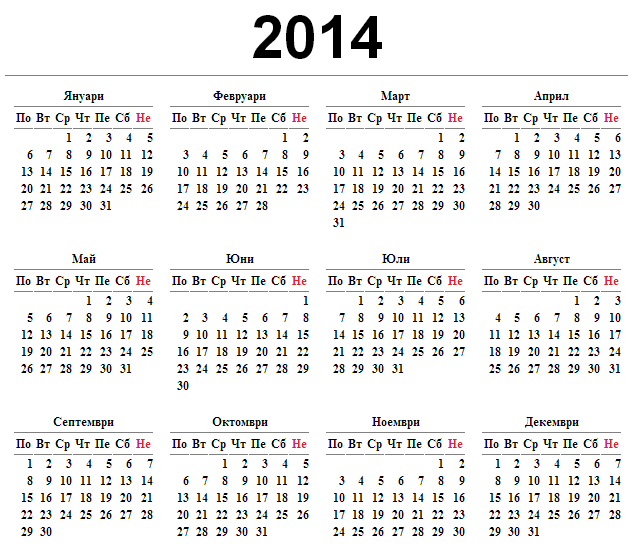 2014
Януари
По Вт Ср Чт Пе Сб Не
1 2 3 4 5
6 7 8 9 10 11 12
13 14 15 16 17 18 19
20 21 22 23 24 25 26
27 28 29 30 31
Февруари
По Вт Ср Чт Пе Сб Не
1 2
3 4 5 6 7 8 9
10 11 12 13 14 15 16
17 18 19 20 21 22 23
24 25 26 27 28
Март
По Вт Ср Чт Пе Сб Не
1 2
3 4 5 6 7 8 9
10 11 12 13 14 15 16
17 18 19 20 21 22 23
24 25 26 27 28 29 30
31
Април
По Вт Ср Чт Пе Сб Не
1 2 3 4 5 6
7 8 9 10 11 12 13
14 15 16 17 18 19 20
21 22 23 24 25 26 27
28 29 30
Май
По Вт Ср Чт Пе Сб Не
1 2 3 4
5 6 7 8 9 10 11
12 13 14 15 16 17 18
19 20 21 22 23 24 25
26 27 28 29 30 31
Юни
По Вт Ср Чт Пе Сб Не
1
2 3 4 5 6 7 8
9 10 11 12 13 14 15
16 17 18 19 20 21 22
23 24 25 26 27 28 29
30
Юли
По Вт Ср Чт Пе Сб Не
1 2 3 4 5 6
7 8 9 10 11 12 13
14 15 16 17 18 19 20
21 22 23 24 25 26 27
28 29 30 31
Август
По Вт Ср Чт Пе Сб Не
1 2 3
4 5 6 7 8 9 10
11 12 13 14 15 16 17
18 19 20 21 22 23 24
25 26 27 28 29 30 31
Септември
По Вт Ср Чт Пе Сб Не
1 2 3 4 5 6 7
8 9 10 11 12 13 14
15 16 17 18 19 20 21
22 23 24 25 26 27 28
29 30
Октомври
По Вт Ср Чт Пе Сб Не
1 2 3 4 5
6 7 8 9 10 11 12
13 14 15 16 17 18 19
20 21 22 23 24 25 26
27 28 29 30 31
Ноември
По Вт Ср Чт Пе Сб Не
1 2
3 4 5 6 7 8 9
10 11 12 13 14 15 16
17 18 19 20 21 22 23
24 25 26 27 28 29 30
Декември
По Вт Ср Чт Пе Сб Не
1 2 3 4 5 6 7
8 9 10 11 12 13 14
15 16 17 18 19 20 21
22 23 24 25 26 27 28
29 30 31